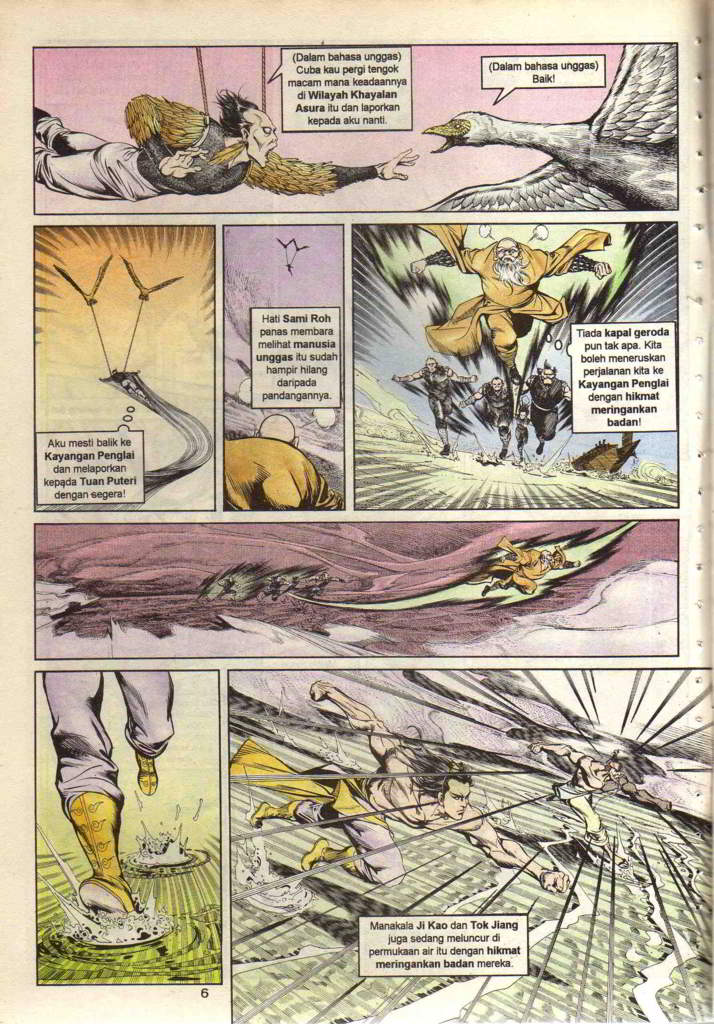 (Dalam bahasa unggas)
Cuba kau pergi tengok
macam mana keadaannya
di Wilayah Khayalan
Asura itu dan laporkan
kepada aku nanti.
(Dalam bahasa unggas)
Baik!
Aku mesti balik ke
Kayangan Penglai
dan melaporkan
kepada Tuan Puteri
dengan segera!
Hati Sami Roh
panas membara
melihat manusia
unggas itu sudah
hampir hilang
daripada
pandangannya.
Tiada kapal geroda
pun tak apa. Kita
boleh meneruskan
perjalanan kita ke
Kayangan Penglai
dengan hikmat
meringankan
badan!
Manakala Ji Kao dan Tok Jiang
juga sedang meluncur di
permukaan air itu dengan hikmat
meringankan badan mereka.
6